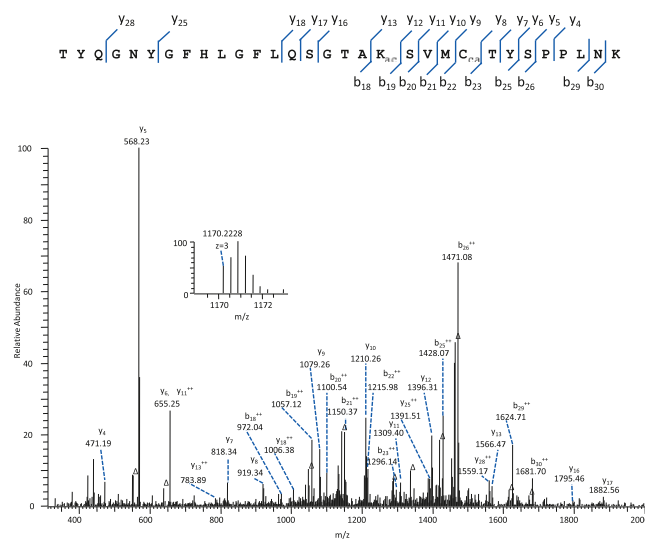 y28 y25 y18 y17 y16 y13 y12 y11 y10 y9 y8 y7 y6 y5 y4
T Y Q G N Y G F H L G F L Q S G T A K S V M C T Y S P P L N K
b18 b19 b20 b21 b22 b23 b25 b26 b29 b30
y5
568.23
100
80
60
40
20
0
Relative Abundance
1170.2228
z=3
100
50
0
1170 1172
m/z
b26++
1471.08
y6, y11++
655.25
y4
471.19
y13++
783.89
y7
818.34
y8
919.34
b18++
972.04
y18++
1006.38
b19++
1057.12
y9
1079.26
b20++
1100.54
b21++
1150.37
y10
1210.26
b22++
1215.98
b23++
1296.14
y11
1309.40
y25++
1391.51
y12
1396.31
b25++
1428.07
y28++
1559.17
y13
1566.47
b29++
1624.71
b30++
1681.70
y16
1795.46
y17
1882.56
400 600 800 1000 1200 1400 1600 1800 200
m/z